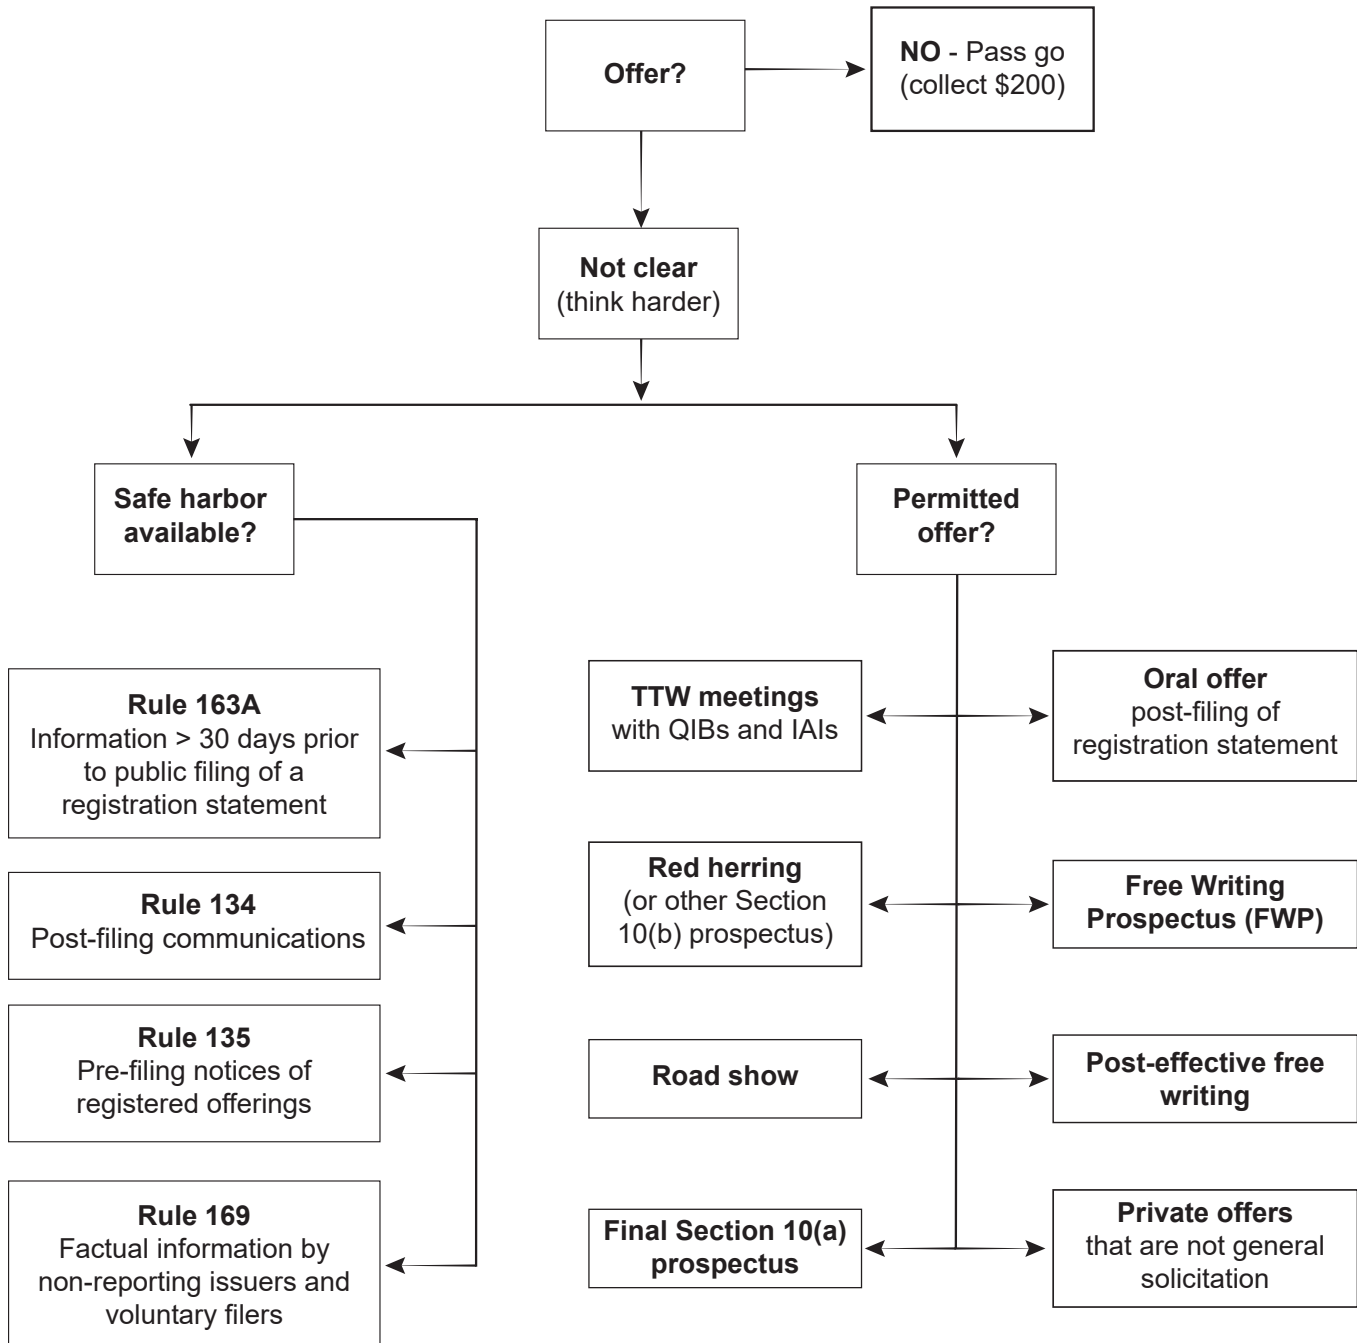 Offer?
NO - Pass go
(collect $200)
Not clear
(think harder)
Safe harbor
available?
Permitted
offer?
Rule 163A
Information > 30 days prior
to public filing of a
registration statement
Rule 134
Post-filing communications
Rule 135
Pre-filing notices of
registered offerings
Rule 169
Factual information by
non-reporting issuers and
voluntary filers
TTW meetings
with QIBs and IAIs
Oral offer
post-filing of
registration statement
Red herring
(or other Section
10(b) prospectus)
Free Writing
Prospectus (FWP)
Road show
Post-effective free
writing
Final Section 10(a)
prospectus
Private offers
that are not general
solicitation